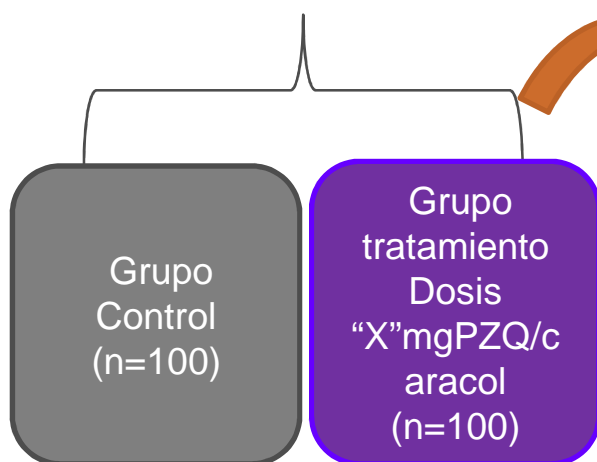 Grupo
Control
(n=100)
Grupo
tratamiento
Dosis
“X”mgPZQ/c
aracol
(n=100)